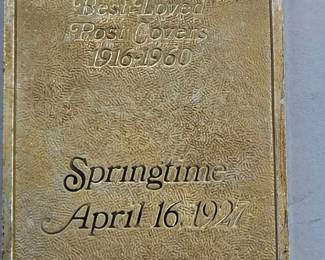 Best-Loved
Post Covers
1916-1960
Springtime
April 16, 1927